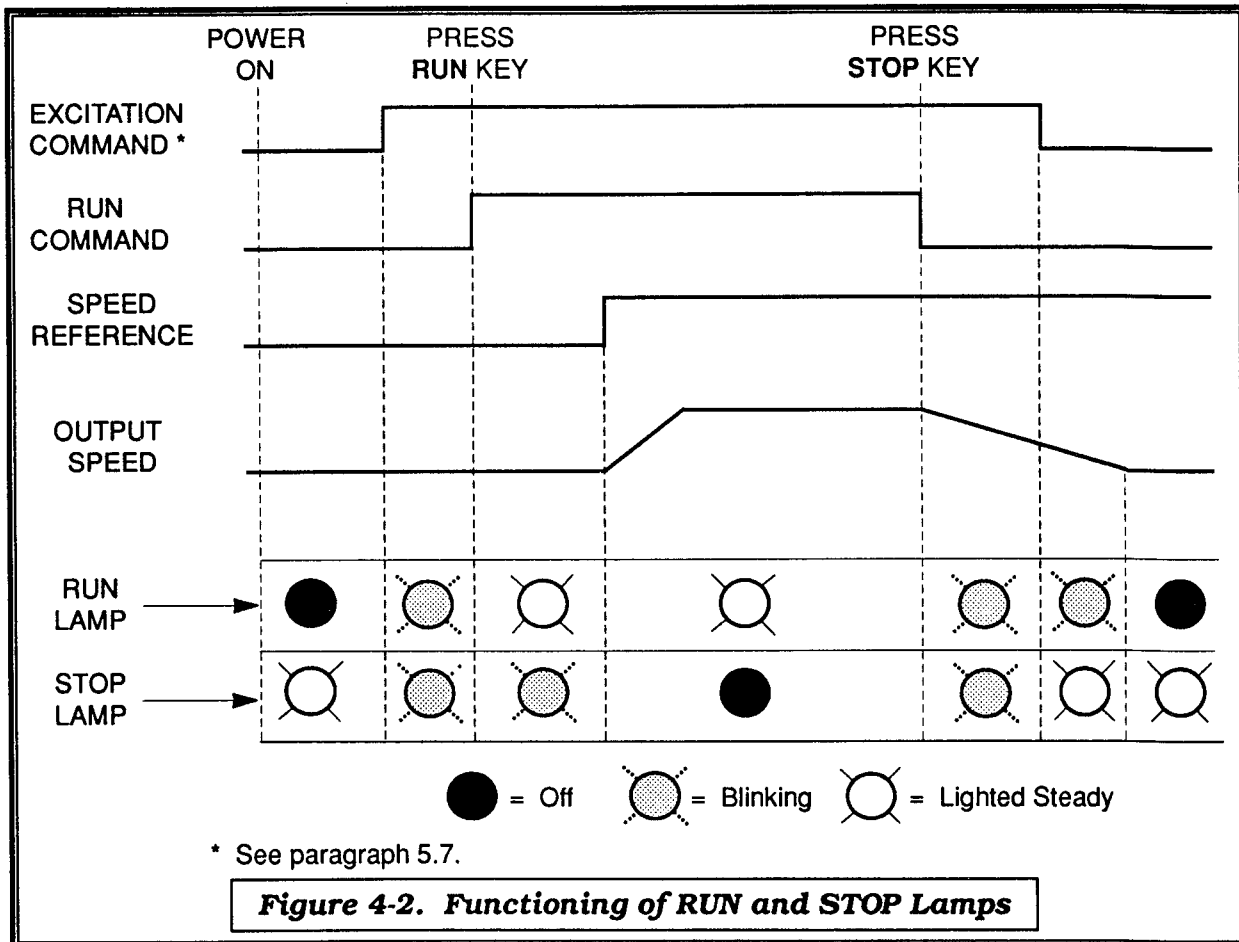 POWER
ON
PRESS
RUN KEY
PRESS
STOP KEY
EXCITATION
COMMAND *
RUN
COMMAND
SPEED
REFERENCE
OUTPUT
SPEED
RUN
LAMP
STOP
LAMP
= Off
= Blinking
= Lighted Steady
* See paragraph 5.7.
Figure 4-2. Functioning of RUN and STOP Lamps